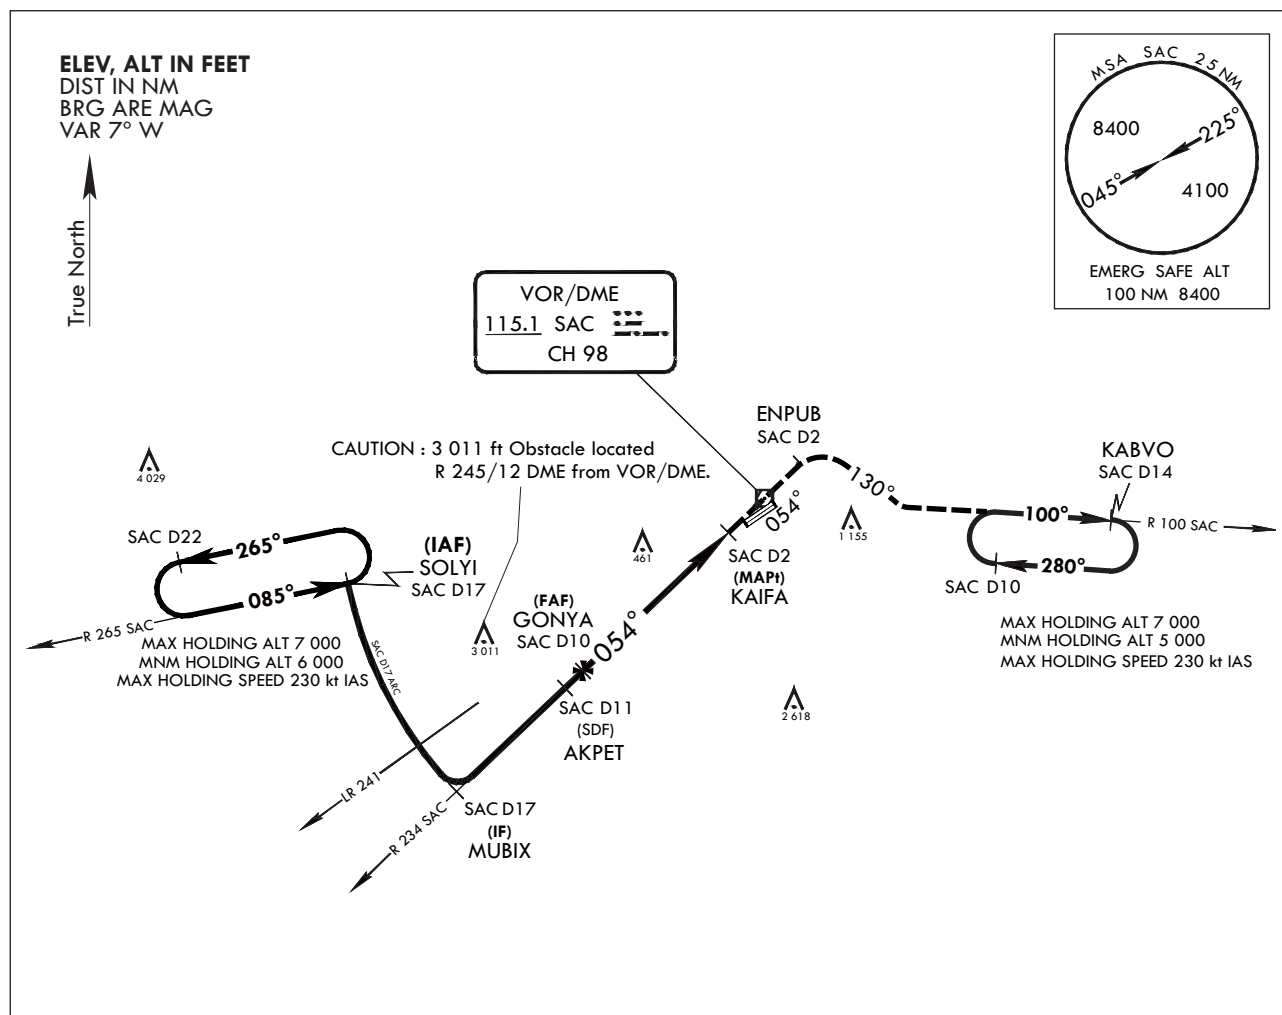 ELEV, ALT IN FEET
DIST IN NM
BRG ARE MAG
VAR 7° W
True North
MSA SAC 25 NM
8400
225°
045°
4100
EMERG SAFE ALT
100 NM 8400
VOR/DME
115.1 SAC
CH 98
ENPUB
SAC D2
CAUTION : 3 011 ft Obstacle located
R 245/12 DME from VOR/DME.
4 029
KABVO
SAC D14
130°
054°
100°
R 100 SAC
280°
SAC D10
1 155
461
SAC D22
265°
(IAF)
SOLYI
SAC D17
085°
R 265 SAC
SAC D2
(MAPt)
KAIFA
(FAF)
GONYA
SAC D10
054°
3 011
MAX HOLDING ALT 7 000
MNM HOLDING ALT 6 000
MAX HOLDING SPEED 230 kt IAS
MAX HOLDING ALT 7 000
MNM HOLDING ALT 5 000
MAX HOLDING SPEED 230 kt IAS
SAC D17 ARC
SAC D11
(SDF)
AKPET
2 618
LR 241
R 234 SAC
SAC D17
(IF)
MUBIX